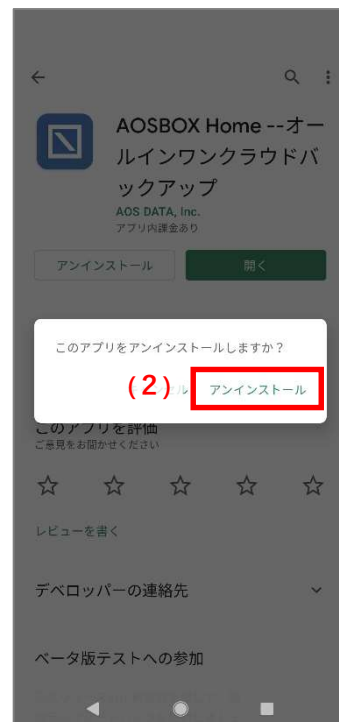 AOSBOX Home --オー
ルインワンクラウドバ
ックアップ
AOS DATA, Inc.
アプリ内課金あり
アンインストール
開く
このアプリをアンインストールしますか？
(2)
アンインストール
このアプリを評価
ご意見をお聞かせください
レビューを書く
デベロッパーの連絡先
ベータ版テストへの参加